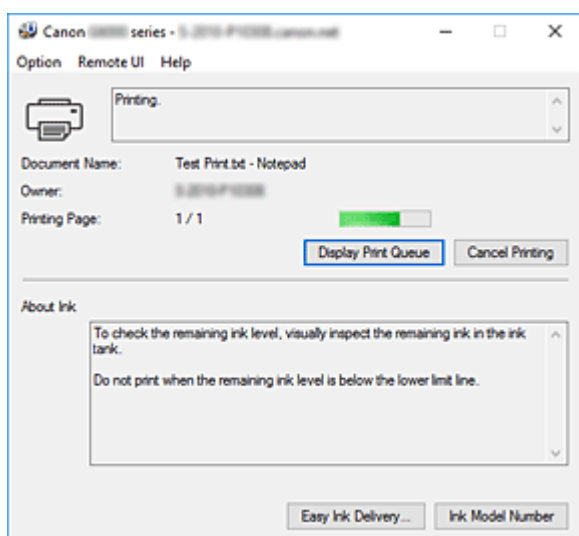 Canon series -
Option Remote UI Help
Printing.
Document Name: Test Print.txt - Notepad
Owner:
Printing Page: 1 / 1
Display Print Queue Cancel Printing
About Ink
To check the remaining ink level, visually inspect the remaining ink in the ink
tank.
Do not print when the remaining ink level is below the lower limit line.
Easy Ink Delivery... Ink Model Number